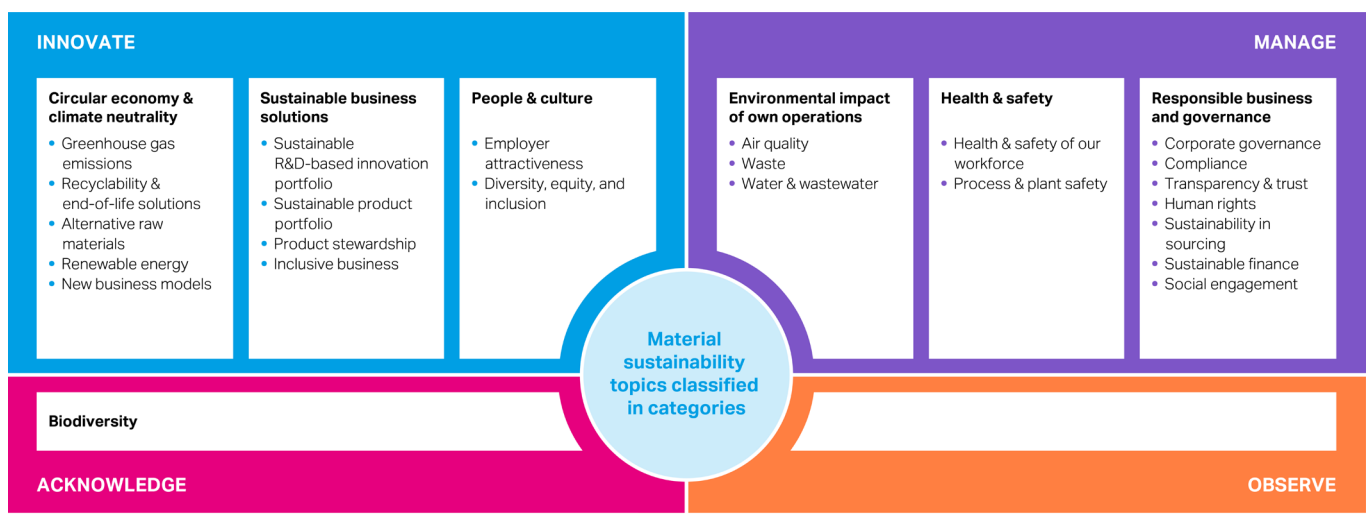 INNOVATE
Circular economy &
climate neutrality
• Greenhouse gas
emissions
• Recyclability &
end-of-life solutions
• Alternative raw
materials
• Renewable energy
• New business models
Sustainable business
solutions
• Sustainable
R&D-based innovation
portfolio
• Sustainable product
portfolio
• Product stewardship
• Inclusive business
People & culture
• Employer
attractiveness
• Diversity, equity, and
inclusion
MANAGE
Environmental impact
of own operations
• Air quality
• Waste
• Water & wastewater
Health & safety
• Health & safety of our
workforce
• Process & plant safety
Responsible business
and governance
• Corporate governance
• Compliance
• Transparency & trust
• Human rights
• Sustainability in
sourcing
• Sustainable finance
• Social engagement
Material
sustainability
topics classified
in categories
Biodiversity
ACKNOWLEDGE
OBSERVE